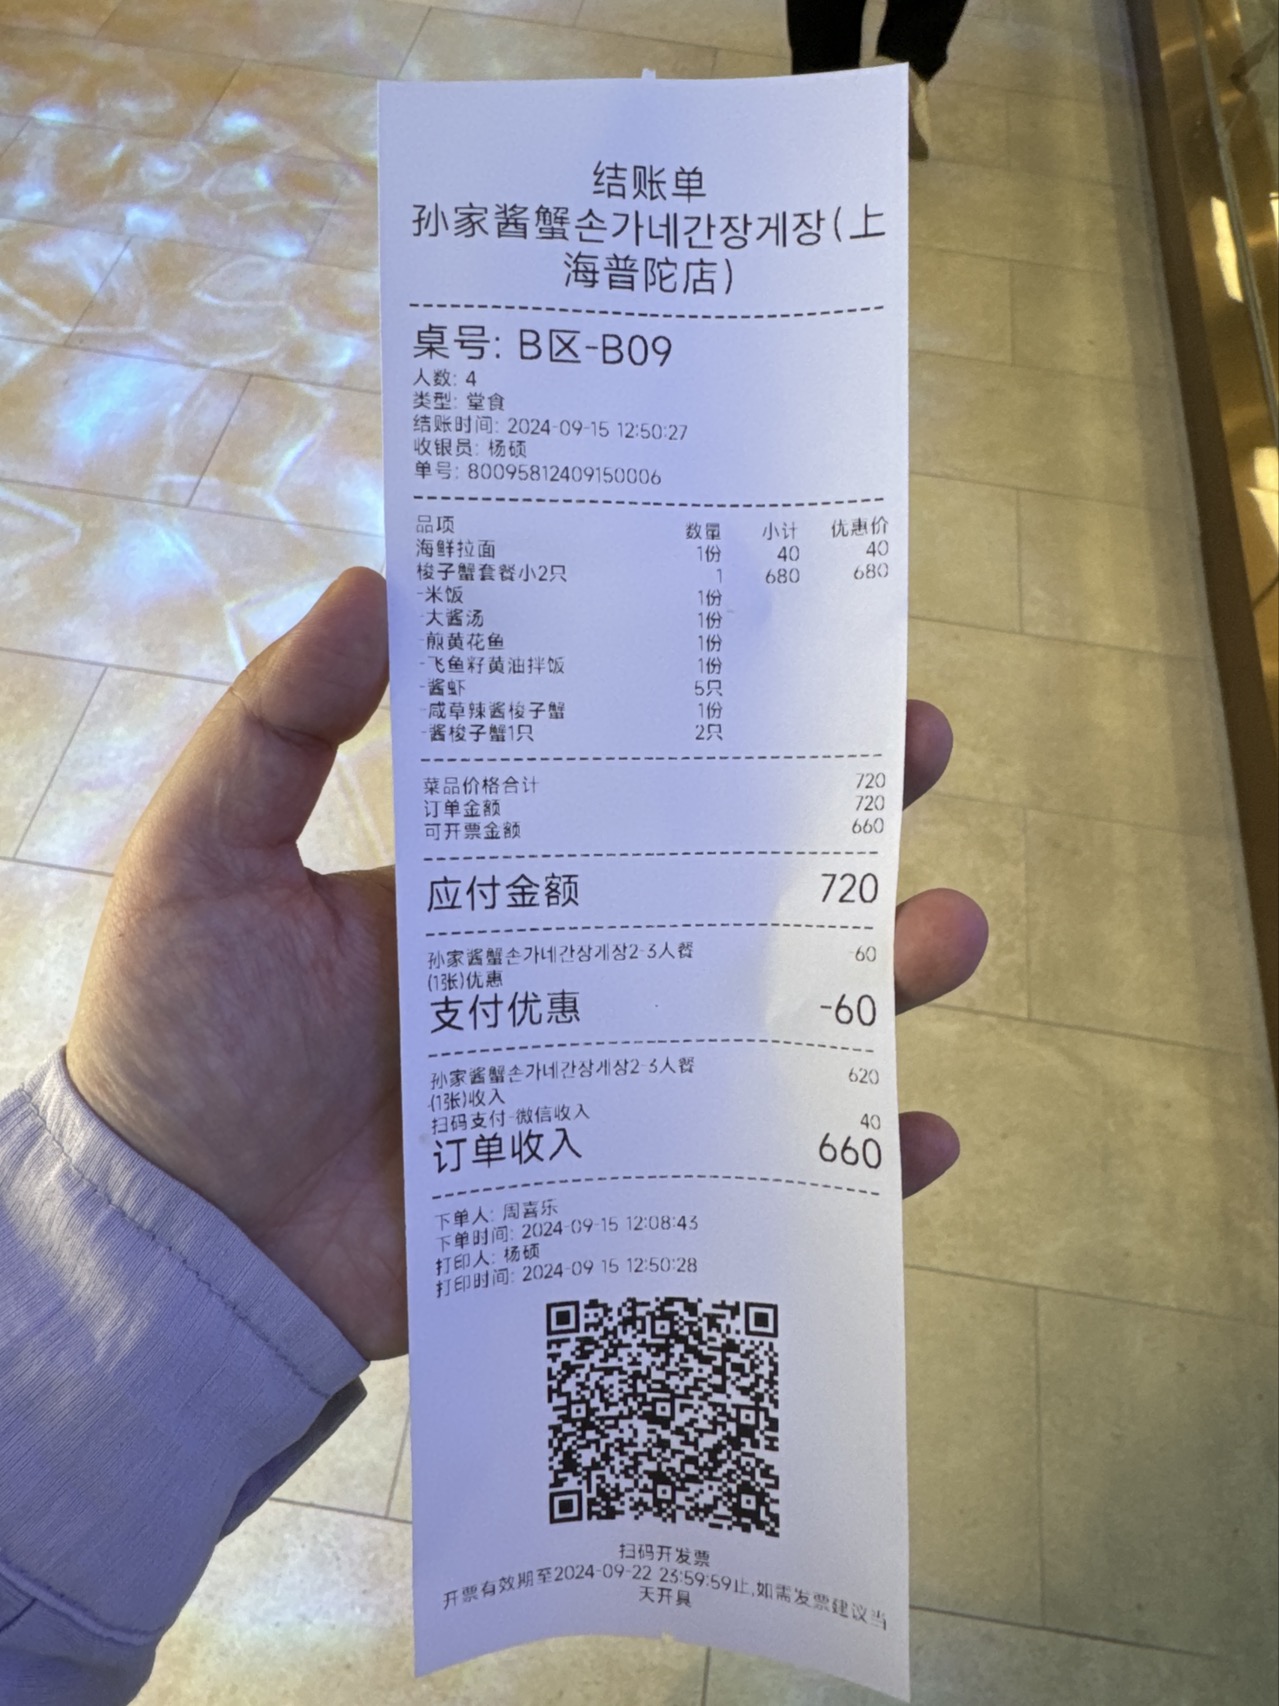 结账单
孙家酱蟹손가네간장게장(上
海普陀店)
桌号: B区-B09
人数: 4
类型: 堂食
结账时间: 2024-09-15 12:50:27
收银员: 杨硕
单号: 80095812409150006
品项 数量 小计 优惠价
海鲜拉面 1份 40 40
梭子蟹套餐小2只 1 680 680
-米饭 1份
-大酱汤 1份
-煎黄花鱼 1份
-飞鱼籽黄油拌饭 1份
-酱虾 5只
-咸草辣酱梭子蟹 1份
-酱梭子蟹1只 2只
菜品价格合计 720
订单金额 720
可开票金额 660
应付金额 720
孙家酱蟹손가네간장게장2-3人餐 -60
(1张)优惠
支付优惠 -60
孙家酱蟹손가네간장게장2-3人餐 620
(1张)收入
扫码支付-微信收入 40
订单收入 660
下单人: 周喜乐
下单时间: 2024-09-15 12:08:43
打印人: 杨硕
打印时间: 2024-09-15 12:50:28
扫码开发票
开票有效期至2024-09-22 23:59:59止,如需发票建议当
天开具